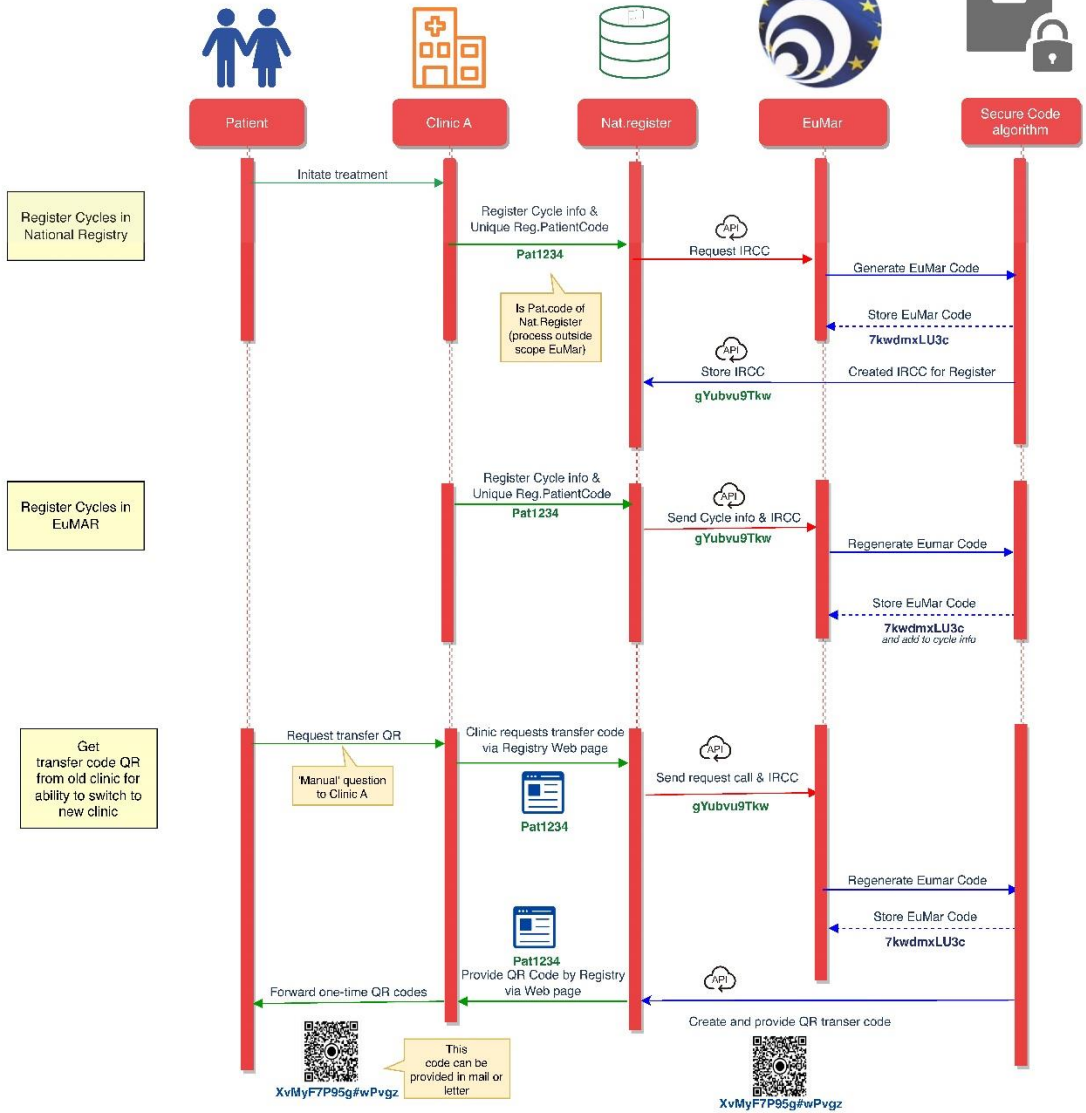 Patient
Clinic A
Nat.register
EuMar
Secure Code
algorithm
Register Cycles in
National Registry
Initate treatment
Register Cycle info &
Unique Reg.PatientCode
Pat1234
API
Request IRCC
Generate EuMar Code
Is Pat.code of
Nat.Register
(process outside
scope EuMar)
Store EuMar Code
7kwdmxLU3c
API
Store IRCC
Created IRCC for Register
gYubvu9Tkw
Register Cycles in
EuMAR
Register Cycle info &
Unique Reg.PatientCode
Pat1234
API
Send Cycle info & IRCC
gYubvu9Tkw
Regenerate Eumar Code
Store EuMar Code
7kwdmxLU3c
and add to cycle info
Get
transfer code QR
from old clinic for
ability to switch to
new clinic
Request transfer QR
'Manual' question
to Clinic A
Clinic requests transfer code
via Registry Web page
Pat1234
API
Send request call & IRCC
gYubvu9Tkw
Regenerate Eumar Code
Store EuMar Code
7kwdmxLU3c
Pat1234
Provide QR Code by Registry
via Web page
API
Forward one-time QR codes
Create and provide QR transer code
This
code can be
provided in mail or
letter
XvMyF7P95g#wPvgz
XvMyF7P95g#wPvgz